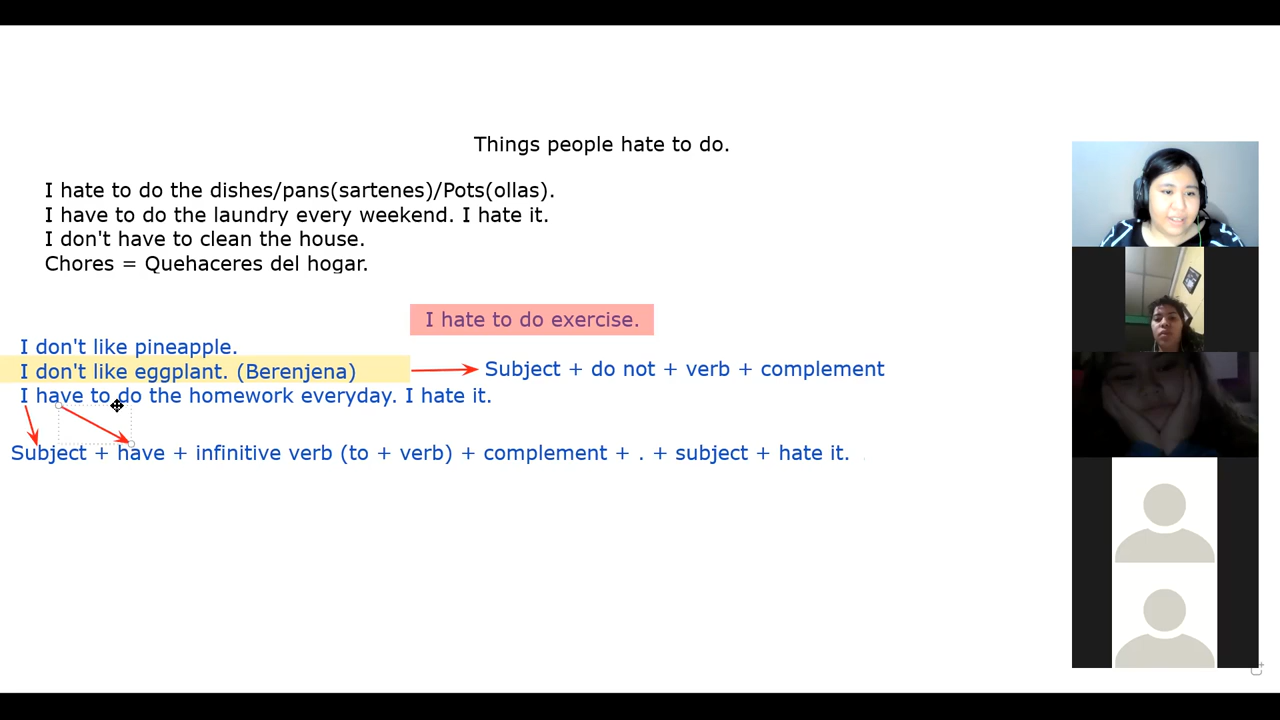 Things people hate to do.
I hate to do the dishes/pans(sartenes)/Pots(ollas).
I have to do the laundry every weekend. I hate it.
I don't have to clean the house.
Chores = Quehaceres del hogar.
I hate to do exercise.
I don't like pineapple.
I don't like eggplant. (Berenjena)
Subject + do not + verb + complement
I have to do the homework everyday. I hate it.
Subject + have + infinitive verb (to + verb) + complement + . + subject + hate it.